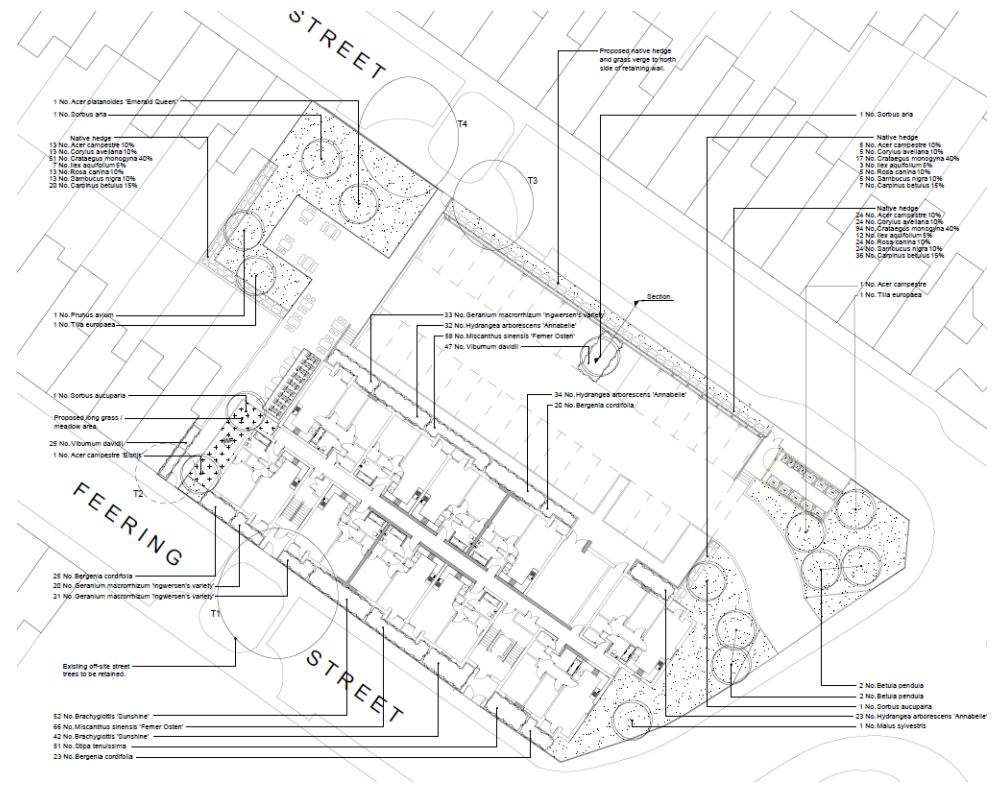 STREET
Proposed native hedge
and grass verge to north
side of retaining wall.
1 No. Acer platanoides 'Emerald Queen'
1 No. Sorbus aria
T4
1 No. Sorbus aria
Native hedge
13 No. Acer campestre 10%
13 No. Corylus avellana 10%
51 No. Crataegus monogyna 40%
7 No. Ilex aquifolium 5%
13 No. Rosa canina 10%
13 No. Sambucus nigra 10%
20 No. Carpinus betulus 15%
Native hedge
5 No. Acer campestre 10%
5 No. Corylus avellana 10%
17 No. Crataegus monogyna 40%
3 No. Ilex aquifolium 5%
5 No. Rosa canina 10%
5 No. Sambucus nigra 10%
7 No. Carpinus betulus 15%
T3
Native hedge
24 No. Acer campestre 10%
24 No. Corylus avellana 10%
94 No. Crataegus monogyna 40%
12 No. Ilex aquifolium 5%
24 No. Rosa canina 10%
24 No. Sambucus nigra 10%
36 No. Carpinus betulus 15%
1 No. Acer campestre
1 No. Tilia europaea
Section
1 No. Prunus avium
1 No. Tilia europaea
33 No. Geranium macrorrhizum 'Ingwersen's variety'
32 No. Hydrangea arborescens 'Annabelle'
58 No. Miscanthus sinensis 'Ferner Osten'
47 No. Viburnum davidii
1 No. Sorbus aucuparia
Proposed long grass /
meadow area
34 No. Hydrangea arborescens 'Annabelle'
20 No. Bergenia cordifolia
WF
25 No. Viburnum davidii
1 No. Acer campestre 'Elsrijk'
T2
FEERING
25 No. Bergenia cordifolia
20 No. Geranium macrorrhizum 'Ingwersen's variety'
21 No. Geranium macrorrhizum 'Ingwersen's variety'
T1
STREET
Existing off-site street
trees to be retained.
2 No. Betula pendula
2 No. Betula pendula
1 No. Sorbus aucuparia
23 No. Hydrangea arborescens 'Annabelle'
1 No. Malus sylvestris
52 No. Brachyglottis 'Sunshine'
66 No. Miscanthus sinensis 'Ferner Osten'
42 No. Brachyglottis 'Sunshine'
51 No. Stipa tenuissima
23 No. Bergenia cordifolia